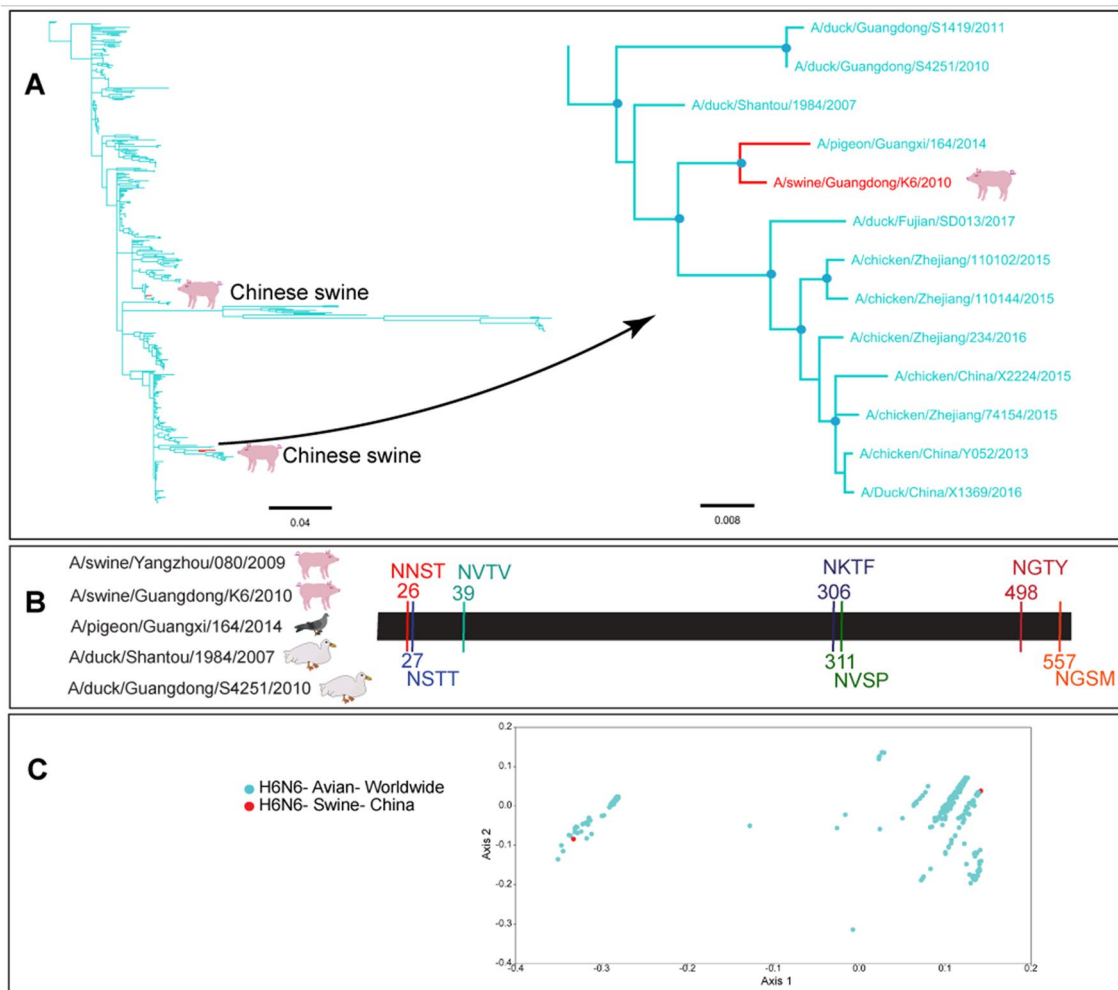 A
A/duck/Guangdong/S1419/2011
A/duck/Guangdong/S4251/2010
A/duck/Shantou/1984/2007
A/pigeon/Guangxi/164/2014
A/swine/Guangdong/K6/2010
A/duck/Fujian/SD013/2017
Chinese swine
A/chicken/Zhejiang/110102/2015
A/chicken/Zhejiang/110144/2015
A/chicken/Zhejiang/234/2016
A/chicken/China/X2224/2015
A/chicken/Zhejiang/74154/2015
Chinese swine
A/chicken/China/Y052/2013
A/Duck/China/X1369/2016
0.04
0.008
B
A/swine/Yangzhou/080/2009
A/swine/Guangdong/K6/2010
A/pigeon/Guangxi/164/2014
A/duck/Shantou/1984/2007
A/duck/Guangdong/S4251/2010
NNST NVTV NKTF NGTY
26 39 306 498
27 311 557
NSTT NVSP NGSM
C
H6N6- Avian- Worldwide
H6N6- Swine- China
0.2
0.1
0.0
-0.1
-0.2
-0.3
-0.4
Axis 2
-0.4 -0.3 -0.2 -0.1 0.0 0.1 0.2
Axis 1